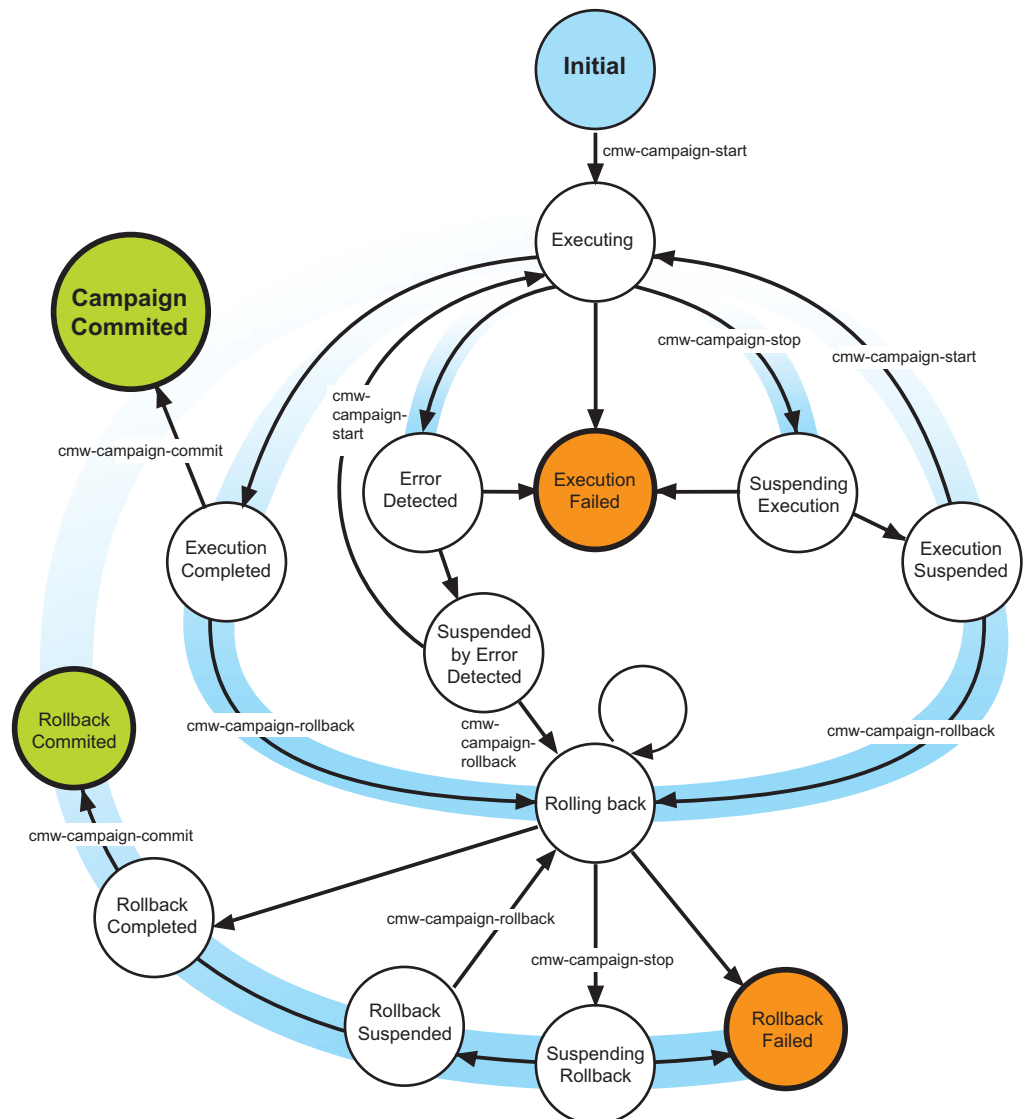 Initial
cmw-campaign-start
Executing
Campaign
Commited
cmw-campaign-stop
cmw-campaign-start
cmw-
campaign-
start
cmw-campaign-commit
Error
Detected
Execution
Failed
Suspending
Execution
Execution
Completed
Execution
Suspended
Suspended
by Error
Detected
Rollback
Commited
cmw-campaign-rollback
cmw-
campaign-
rollback
cmw-campaign-rollback
Rolling back
cmw-campaign-commit
Rollback
Completed
cmw-campaign-rollback
cmw-campaign-stop
Rollback
Suspended
Suspending
Rollback
Rollback
Failed